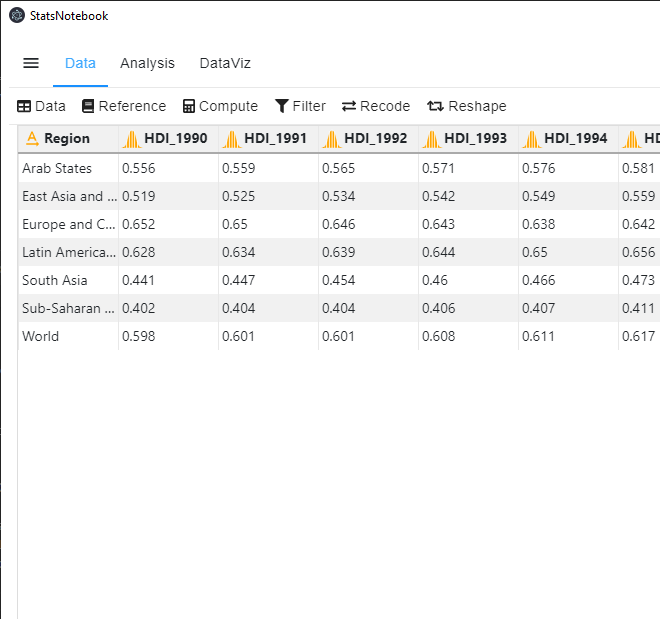 StatsNotebook
Data Analysis DataViz
Data Reference Compute Filter Recode Reshape
Region HDI_1990 HDI_1991 HDI_1992 HDI_1993 HDI_1994 HD
Arab States 0.556 0.559 0.565 0.571 0.576 0.581
East Asia and ... 0.519 0.525 0.534 0.542 0.549 0.559
Europe and C... 0.652 0.65 0.646 0.643 0.638 0.642
Latin America... 0.628 0.634 0.639 0.644 0.65 0.656
South Asia 0.441 0.447 0.454 0.46 0.466 0.473
Sub-Saharan ... 0.402 0.404 0.404 0.406 0.407 0.411
World 0.598 0.601 0.601 0.608 0.611 0.617